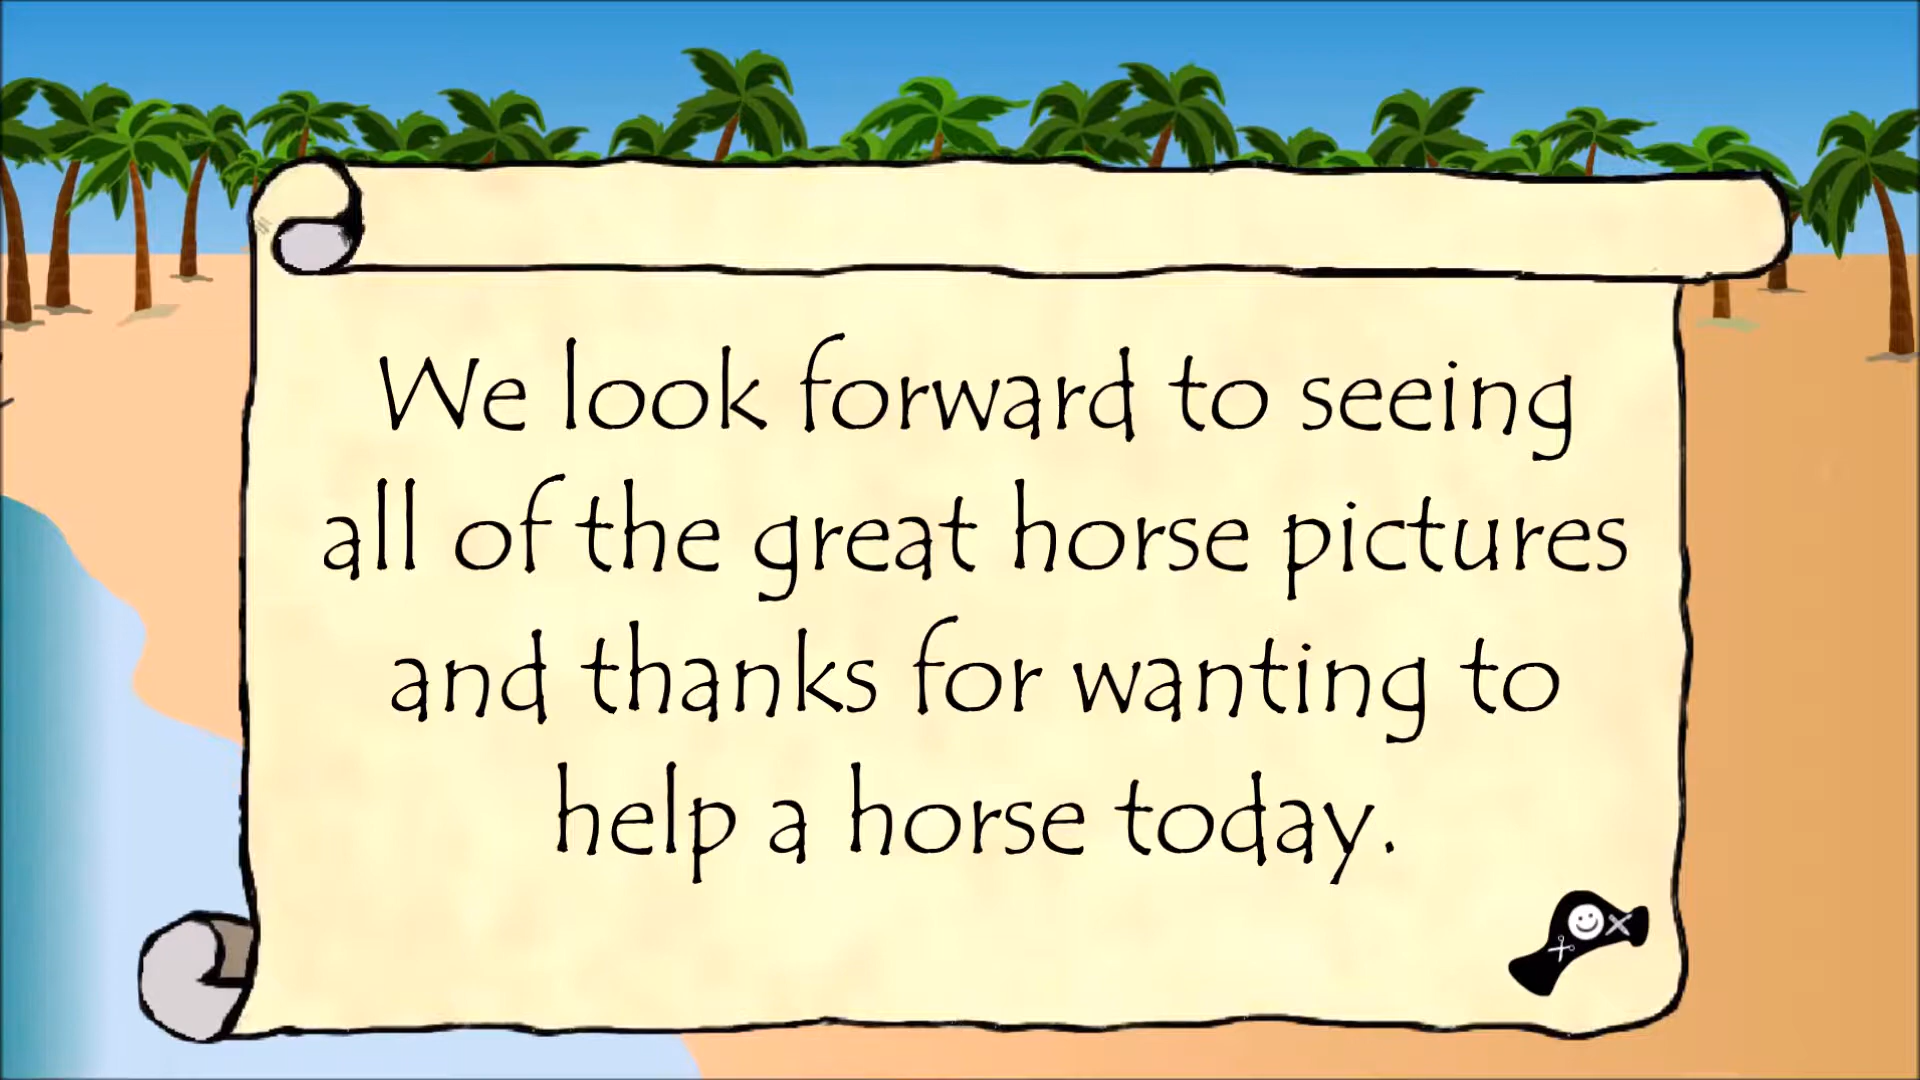 We look forward to seeing
all of the great horse pictures
and thanks for wanting to
help a horse today.